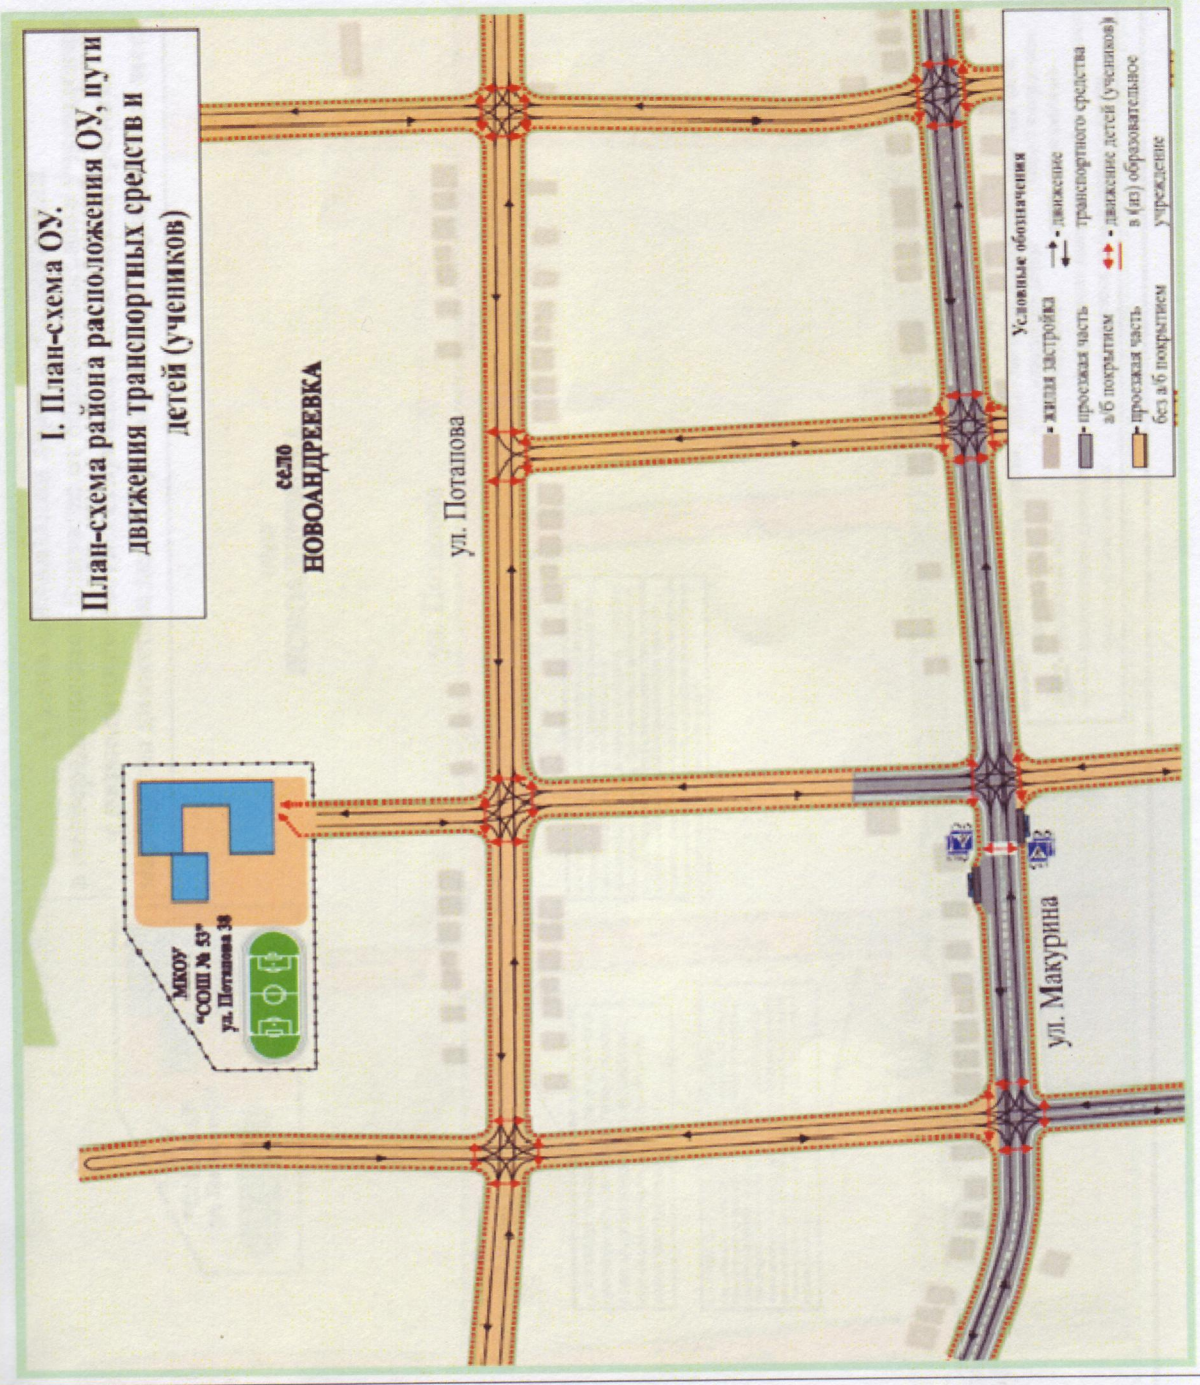 I. План-схема ОУ.
План-схема района расположения ОУ, пути
движения транспортных средств и
детей (учеников)
село
НОВОАНДРЕЕВКА
ул. Потапова
МКОУ
"СОШ № 53"
ул. Потапова 38
ул. Макурина
Условные обозначения
- жилая застройка
- проезжая часть
а/б покрытием
- проезжая часть
без а/б покрытием
- движение
транспортного средства
- движение детей (учеников)
в (из) образовательное
учреждение